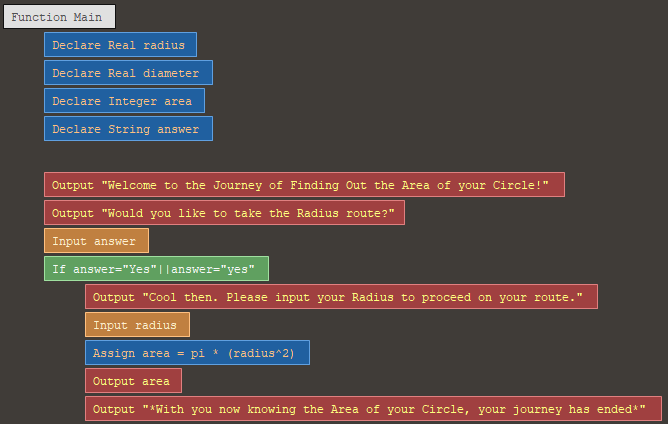 Function Main
Declare Real radius
Declare Real diameter
Declare Integer area
Declare String answer
Output "Welcome to the Journey of Finding Out the Area of your Circle!"
Output "Would you like to take the Radius route?"
Input answer
If answer="Yes"||answer="yes"
Output "Cool then. Please input your Radius to proceed on your route."
Input radius
Assign area = pi * (radius^2)
Output area
Output "*With you now knowing the Area of your Circle, your journey has ended*"